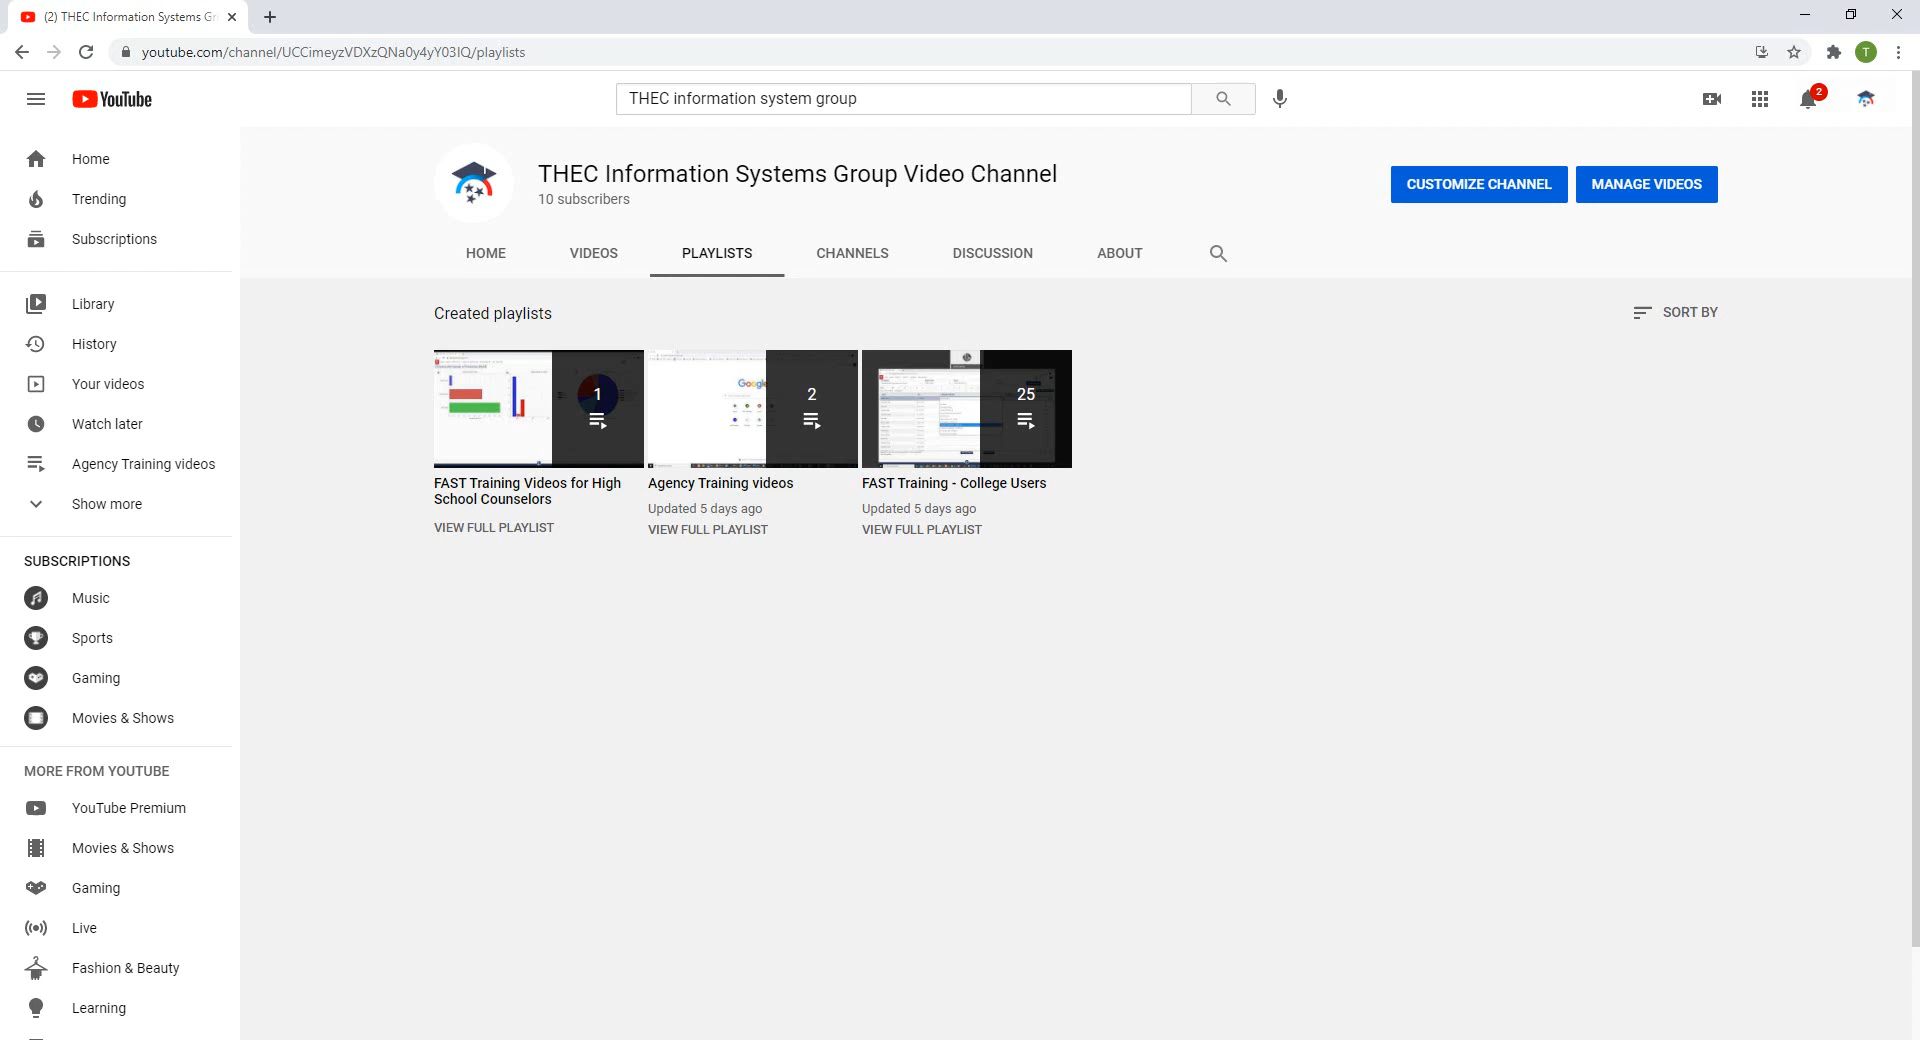 (2) THEC Information Systems Gr
youtube.com/channel/UCCimeyzVDXzQNa0y4yY03IQ/playlists
T
YouTube
THEC information system group
2
Home
Trending
Subscriptions
Library
History
Your videos
Watch later
Agency Training videos
Show more
SUBSCRIPTIONS
Music
Sports
Gaming
Movies & Shows
MORE FROM YOUTUBE
YouTube Premium
Movies & Shows
Gaming
Live
Fashion & Beauty
Learning
THEC Information Systems Group Video Channel
10 subscribers
CUSTOMIZE CHANNEL
MANAGE VIDEOS
HOME
VIDEOS
PLAYLISTS
CHANNELS
DISCUSSION
ABOUT
Created playlists
SORT BY
1
FAST Training Videos for High
School Counselors
VIEW FULL PLAYLIST
Google
2
Agency Training videos
Updated 5 days ago
VIEW FULL PLAYLIST
25
FAST Training - College Users
Updated 5 days ago
VIEW FULL PLAYLIST